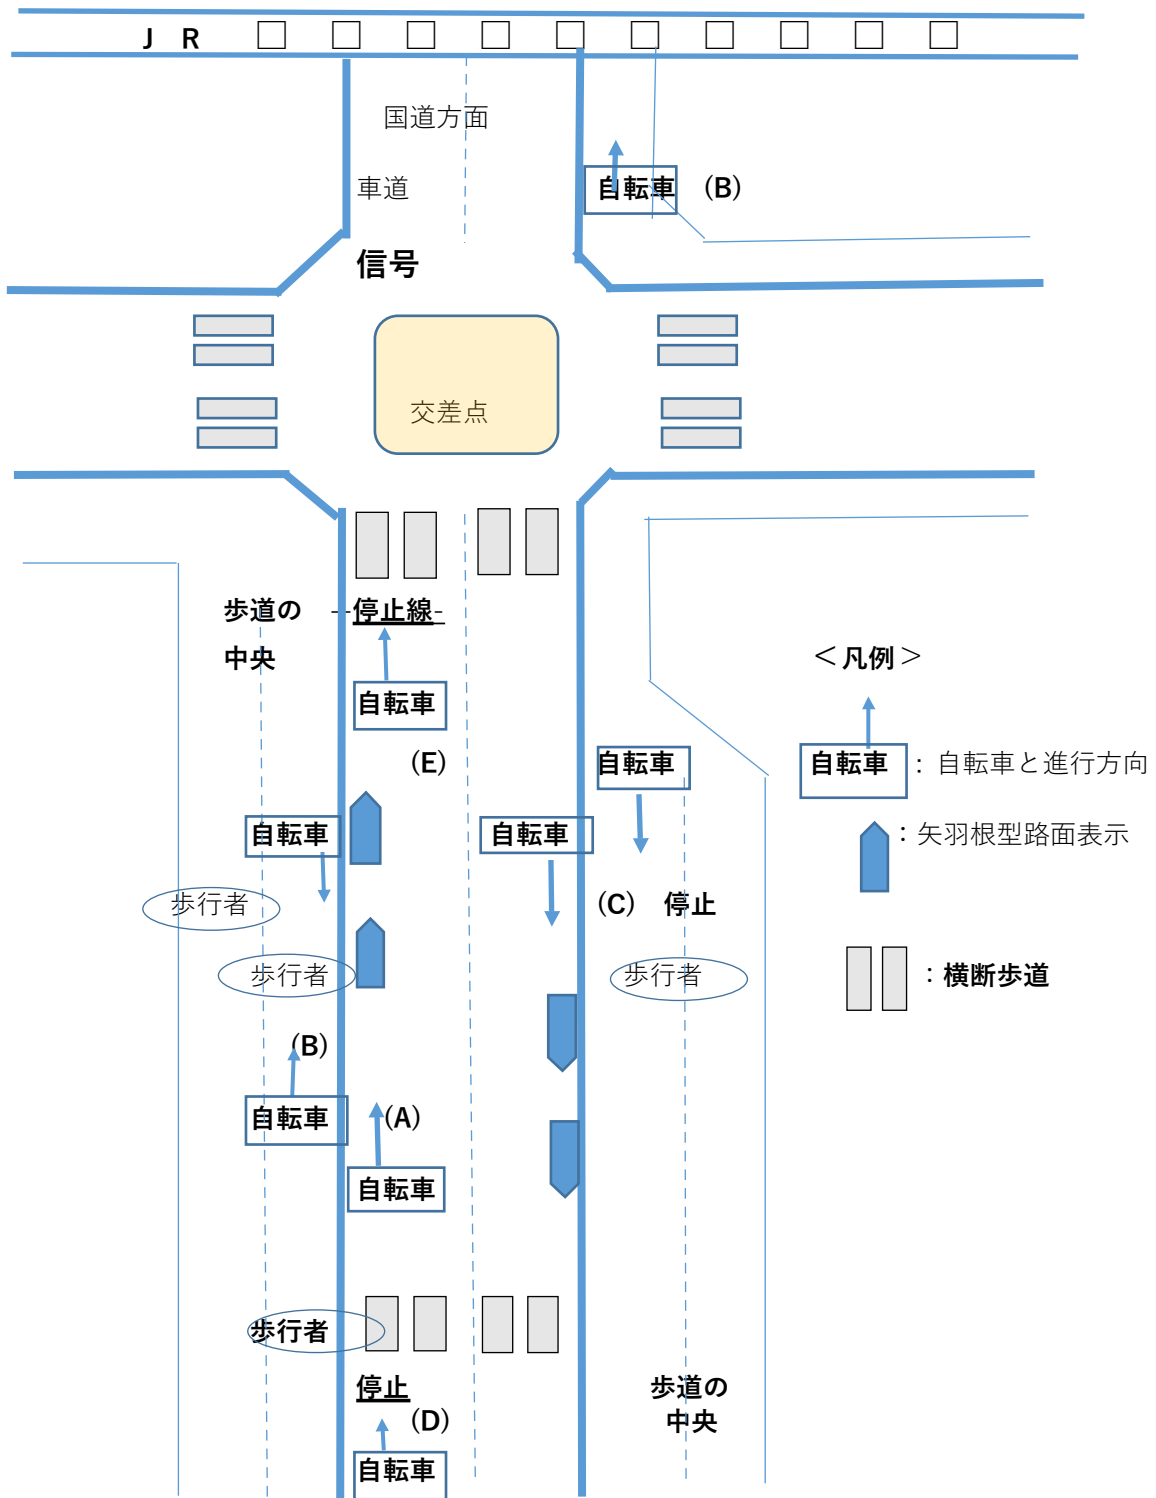 J R
国道方面
車道
自転車 (B)
信号
交差点
歩道の
中央
停止線
<凡例>
自転車
(E)
自転車
自転車 : 自転車と進行方向
自転車
自転車
: 矢羽根型路面表示
歩行者
(C) 停止
歩行者
歩行者
: 横断歩道
(B)
自転車
(A)
自転車
歩行者
停止
歩道の
中央
(D)
自転車